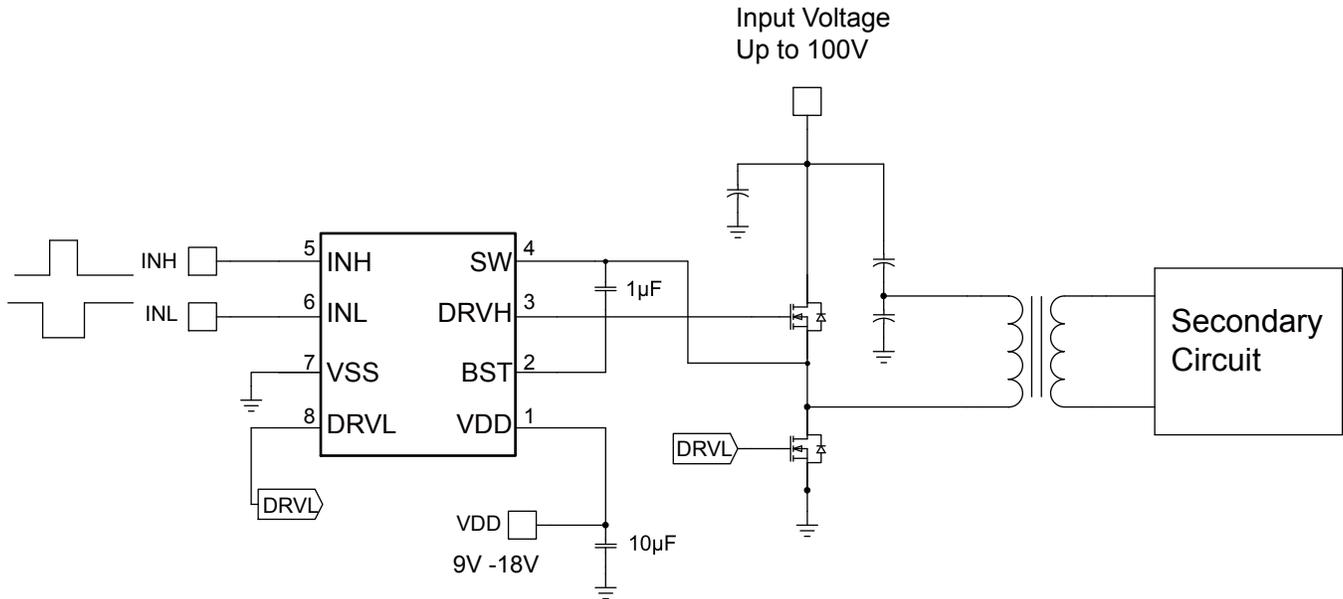 Input Voltage
Up to 100V
INH
5
INH
SW
4
1µF
INL
6
INL
DRVH
3
7
VSS
BST
2
8
DRVL
VDD
1
Secondary
Circuit
DRVL
DRVL
VDD
10µF
9V -18V